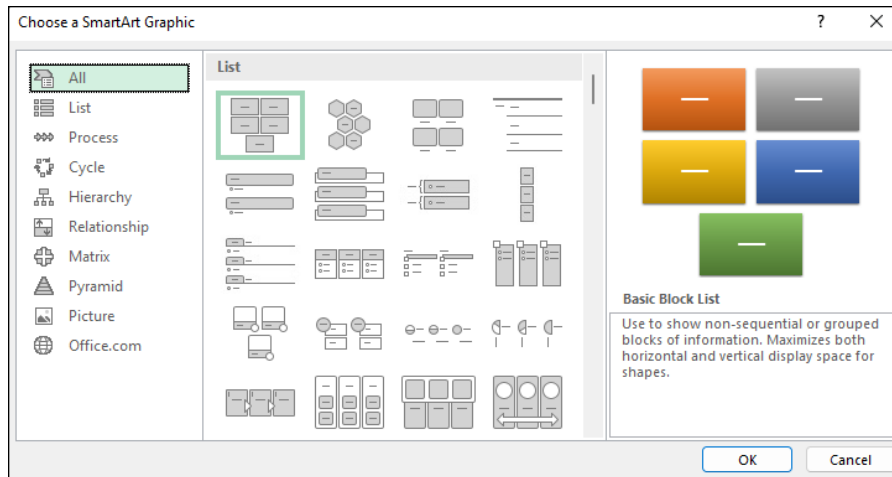 Choose a SmartArt Graphic
?
All
List
Process
Cycle
Hierarchy
Relationship
Matrix
Pyramid
Picture
Office.com
List
Basic Block List
Use to show non-sequential or grouped
blocks of information. Maximizes both
horizontal and vertical display space for
shapes.
OK
Cancel